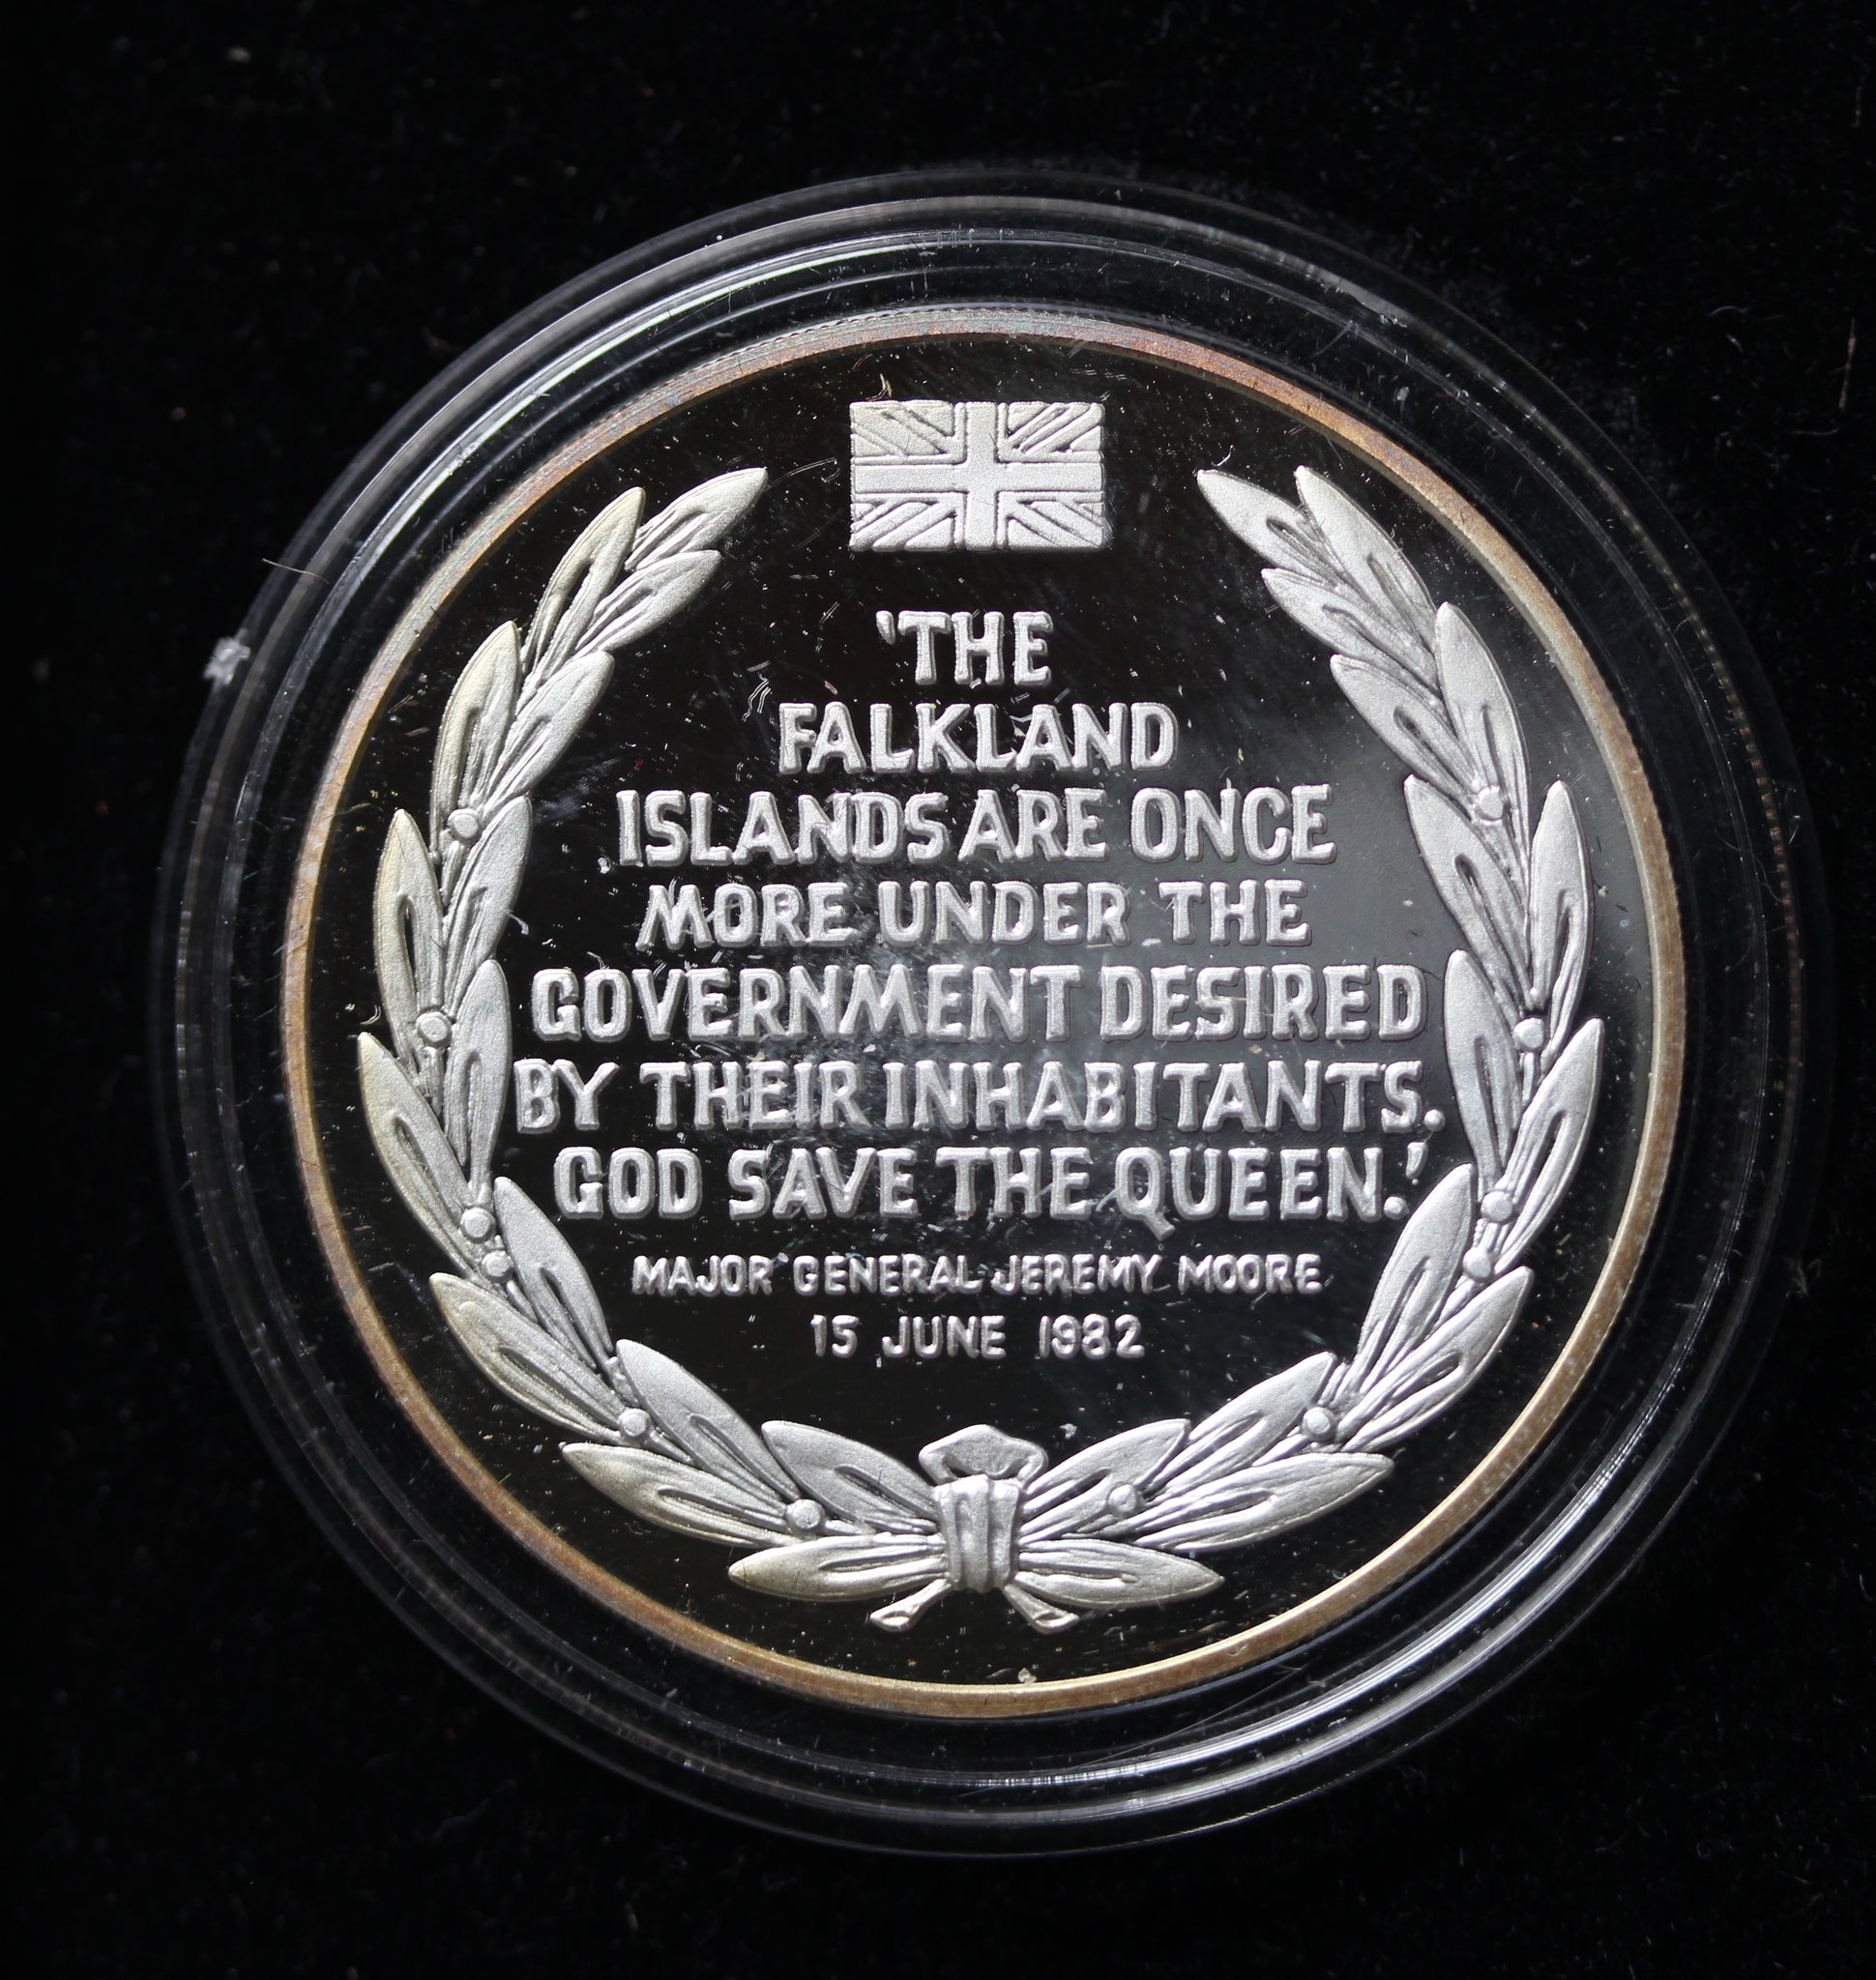 'THE
FALKLAND
ISLANDS ARE ONCE
MORE UNDER THE
GOVERNMENT DESIRED
BY THEIR INHABITANTS.
GOD SAVE THE QUEEN.'
MAJOR GENERAL JEREMY MOORE
15 JUNE 1982